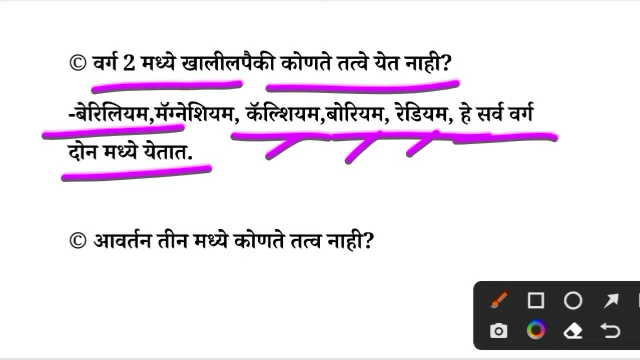 © वर्ग 2 मध्ये खालीलपैकी कोणते तत्वे येत नाही?
-बेरिलियम,मॅग्नेशियम, कॅल्शियम,बोरियम, रेडियम, हे सर्व वर्ग
दोन मध्ये येतात.
© आवर्तन तीन मध्ये कोणते तत्व नाही?